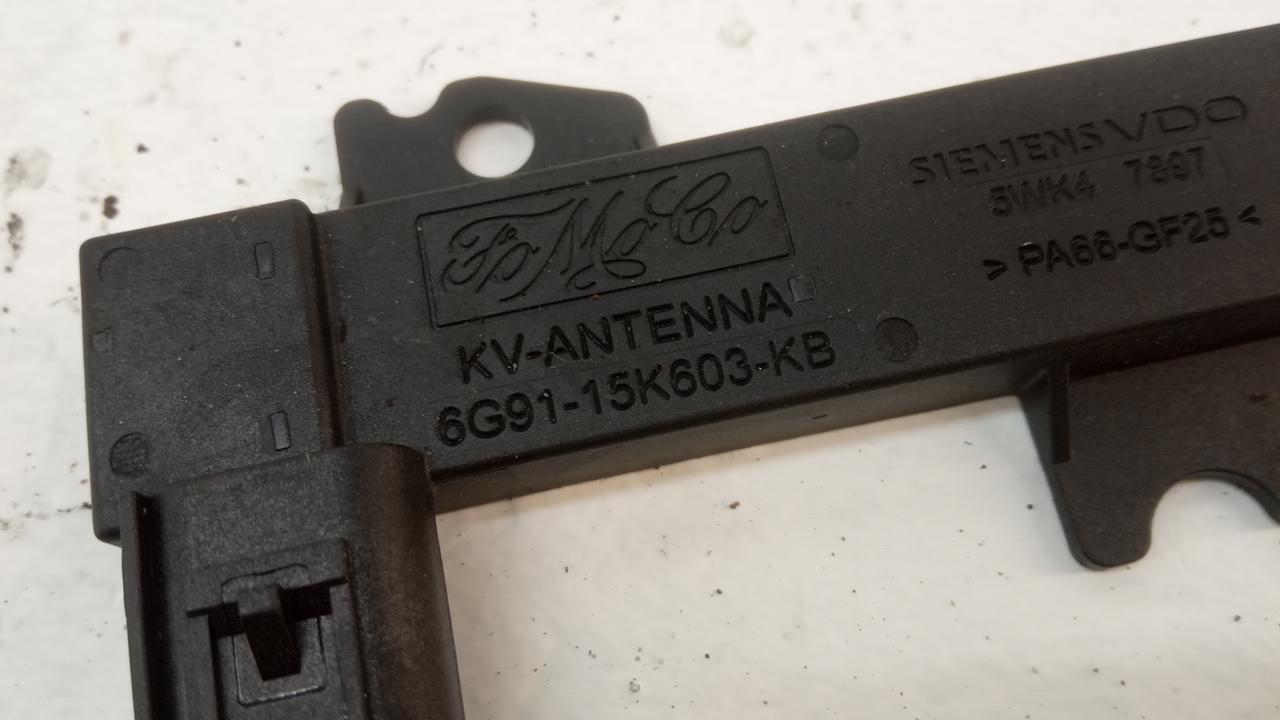 FoMoCo
KV-ANTENNA
6G91-15K603-KB
SIEMENS VDO
5WK4 7897
>PA66-GF25<